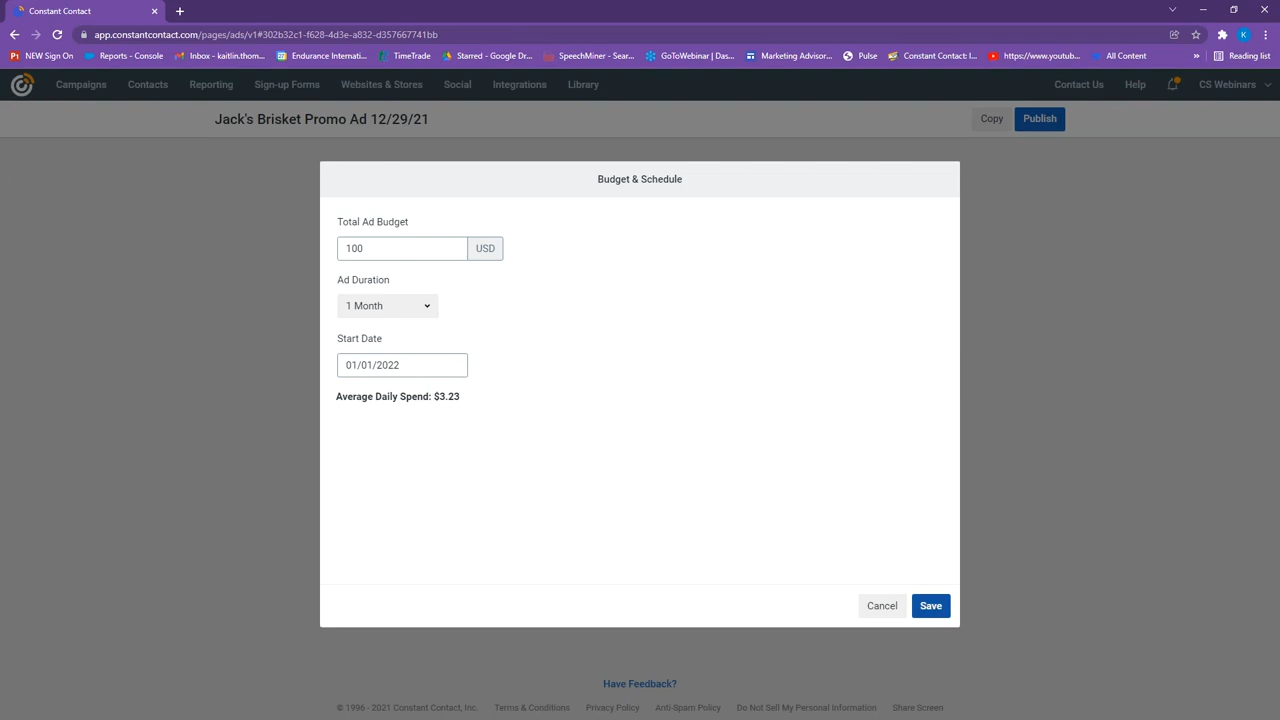 Constant Contact
app.constantcontact.com/pages/ads/v1#302b32c1-f628-4d3e-a832-d357667741bb
NEW Sign On
Reports - Console
Inbox - kaitlin.thom...
Endurance Internati...
TimeTrade
Starred - Google Dr...
SpeechMiner - Sear...
GoToWebinar | Das...
Marketing Advisor...
Pulse
Constant Contact: I...
https://www.youtub...
All Content
»
Reading list
Campaigns
Contacts
Reporting
Sign-up Forms
Websites & Stores
Social
Integrations
Library
Contact Us
Help
CS Webinars
Jack's Brisket Promo Ad 12/29/21
Copy
Publish
Budget & Schedule
Total Ad Budget
100 USD
Ad Duration
1 Month
Start Date
01/01/2022
Average Daily Spend: $3.23
Cancel
Save
Have Feedback?
© 1996 - 2021 Constant Contact, Inc.
Terms & Conditions
Privacy Policy
Anti-Spam Policy
Do Not Sell My Personal Information
Share Screen